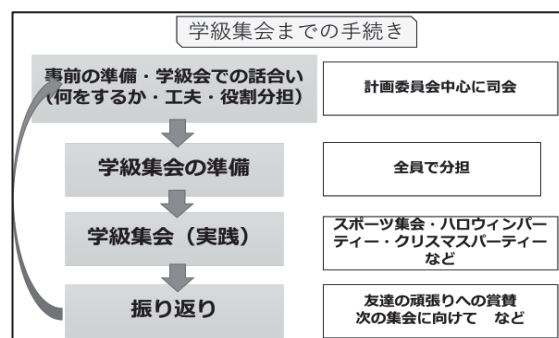 学級集会までの手続き
事前の準備・学級会での話合い
(何をするか・工夫・役割分担)
計画委員会中心に司会
学級集会の準備
全員で分担
学級集会(実践)
スポーツ集会・ハロウィンパー
ティー・クリスマスパーティー
など
振り返り
友達の頑張りへの賞賛
次の集会に向けて など